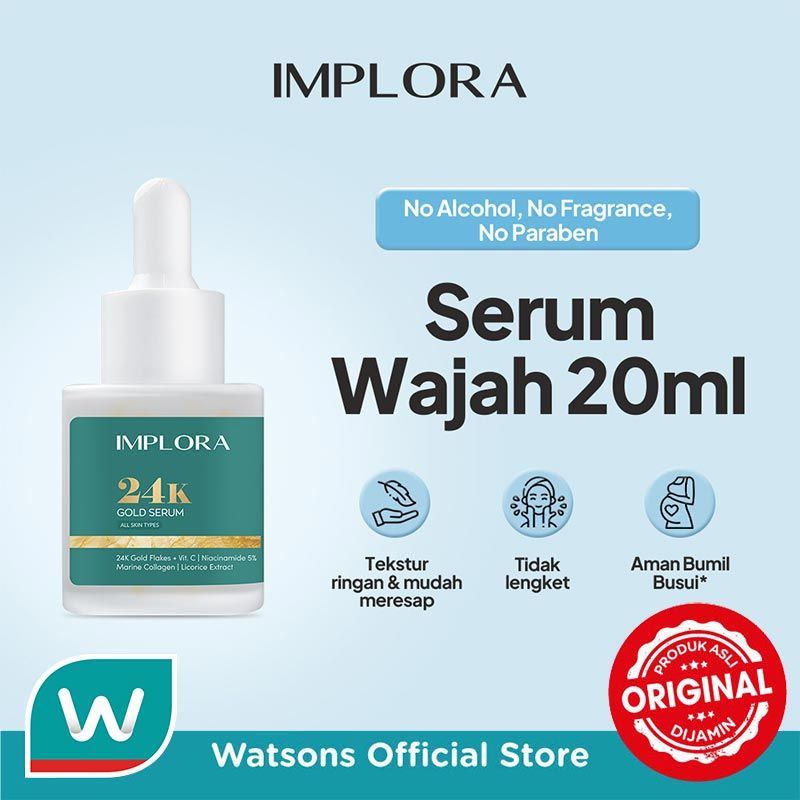 IMPLORA
No Alcohol, No Fragrance,
No Paraben
Serum
Wajah 20ml
IMPLORA
24K
GOLD SERUM
ALL SKIN TYPES
24K Gold Flakes + Vit. C | Niacinamide 5%
Marine Collagen | Licorice Extract
Tekstur
ringan & mudah
meresap
Tidak
lengket
Aman Bumil
Busui*
PRODUK ASLI
ORIGINAL
DIJAMIN
W
Watsons Official Store